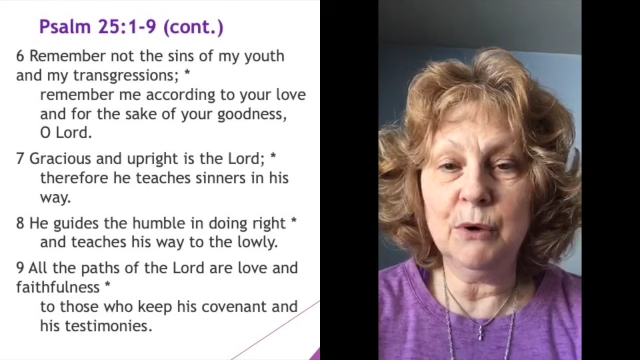 Psalm 25:1-9 (cont.)
6 Remember not the sins of my youth
and my transgressions; *
remember me according to your love
and for the sake of your goodness,
O Lord.
7 Gracious and upright is the Lord; *
therefore he teaches sinners in his
way.
8 He guides the humble in doing right *
and teaches his way to the lowly.
9 All the paths of the Lord are love and
faithfulness *
to those who keep his covenant and
his testimonies.